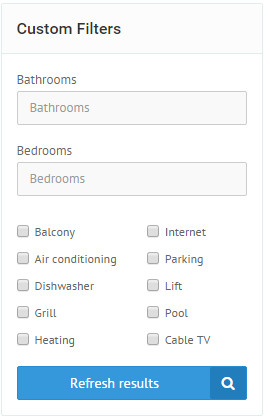 Custom Filters
Bathrooms
Bathrooms
Bedrooms
Bedrooms
Balcony
Internet
Air conditioning
Parking
Dishwasher
Lift
Grill
Pool
Heating
Cable TV
Refresh results